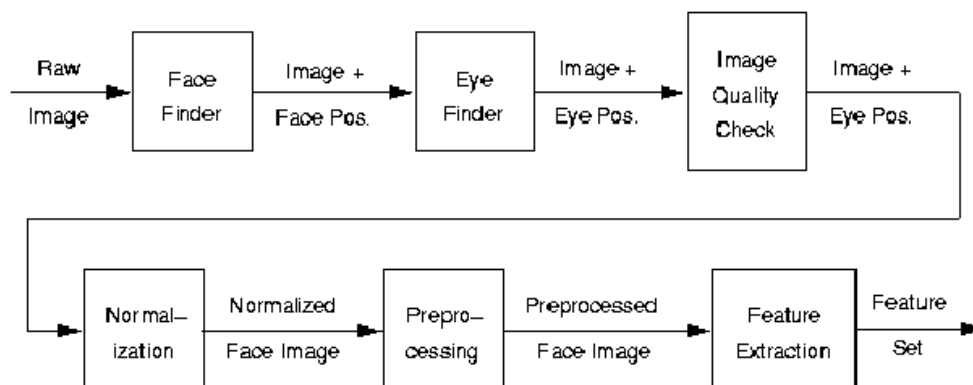 Raw
Image
Face
Finder
Image +
Face Pos.
Eye
Finder
Image +
Eye Pos.
Image
Quality
Check
Image +
Eye Pos.
Normal–
ization
Normalized
Face Image
Prepro–
cessing
Preprocessed
Face Image
Feature
Extraction
Feature
Set